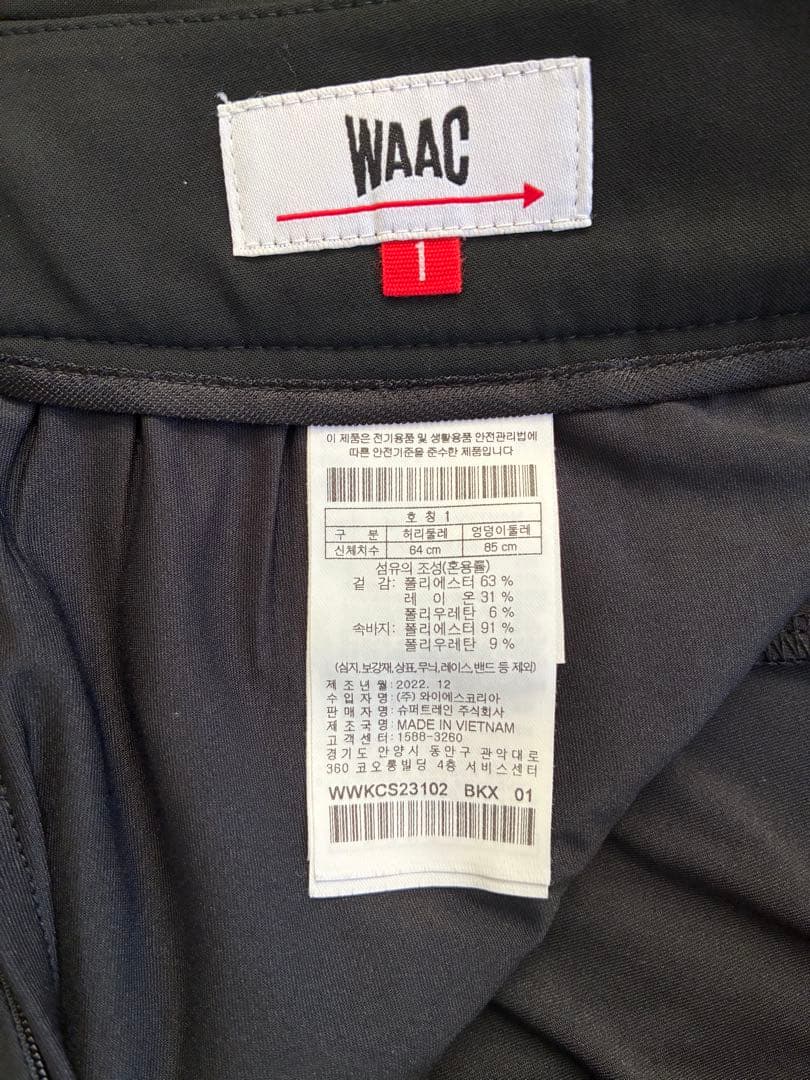 WAAC
1
이 제품은 전기용품 및 생활용품 안전관리법에
따른 안전기준을 준수한 제품입니다
호 칭 1
구 분 허리둘레 엉덩이둘레
신체치수 64 cm 85 cm
섬유의 조성(혼용률)
겉 감: 폴리에스터 63 %
레 이 온 31 %
폴리우레탄 6 %
속바지: 폴리에스터 91 %
폴리우레탄 9 %
(심지,보강재,상표,무늬,레이스,밴드 등 제외)
제 조 년 월: 2022. 12
수 입 자 명: (주) 와이에스코리아
판 매 자 명: 슈퍼트레인 주식회사
제 조 국 명: MADE IN VIETNAM
고 객 센 터: 1588-3260
경기도 안양시 동안구 관악대로
360 코오롱빌딩 4층 서비스센터
WWKCS23102 BKX 01